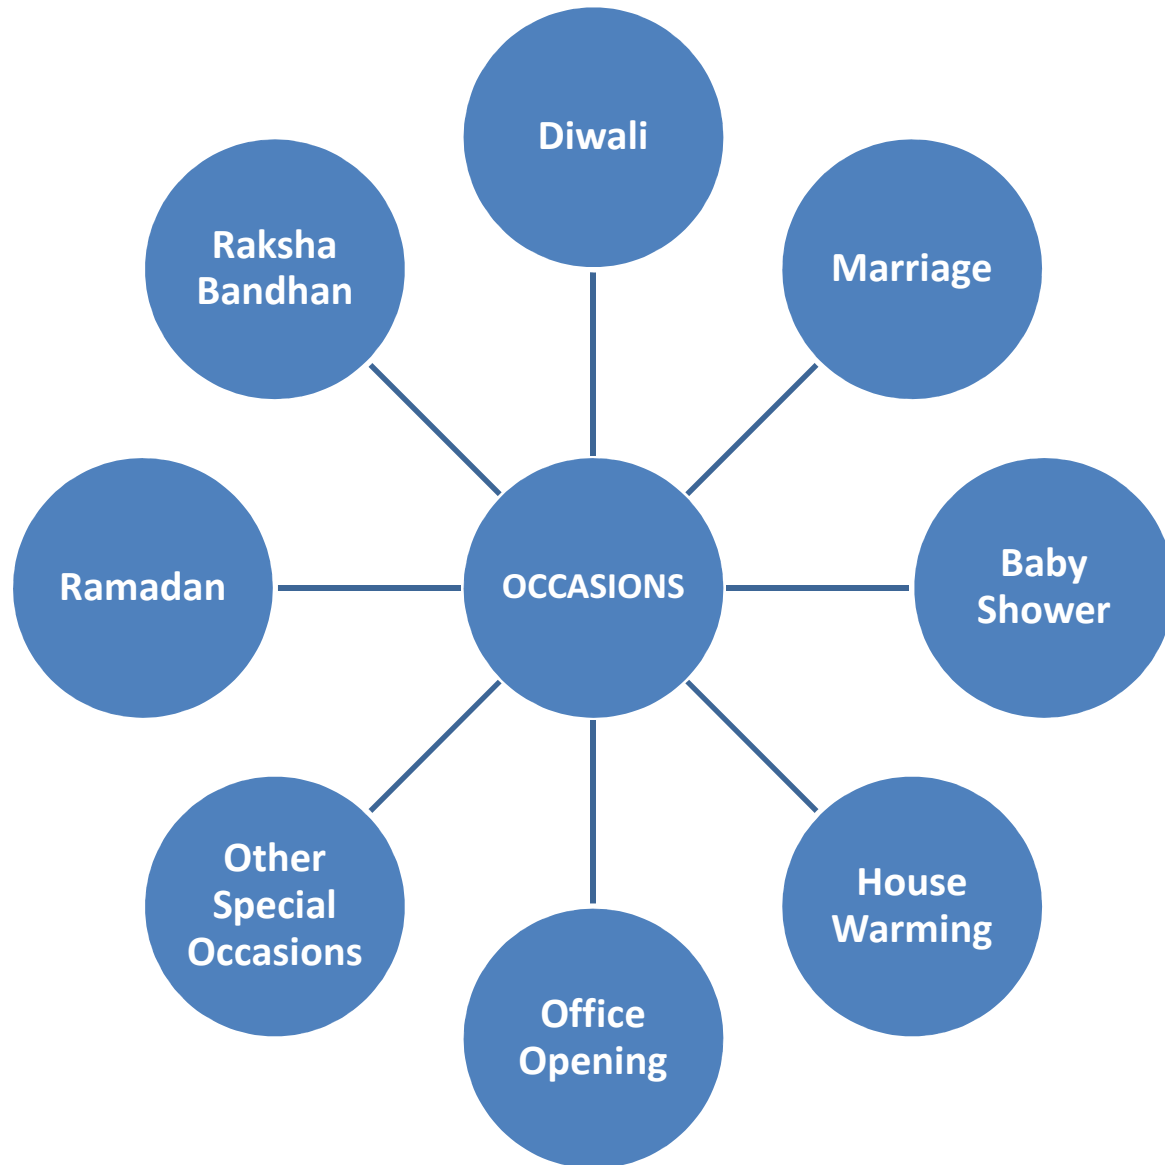 Diwali
Raksha
Bandhan
Marriage
Ramadan
OCCASIONS
Baby
Shower
Other
Special
Occasions
House
Warming
Office
Opening